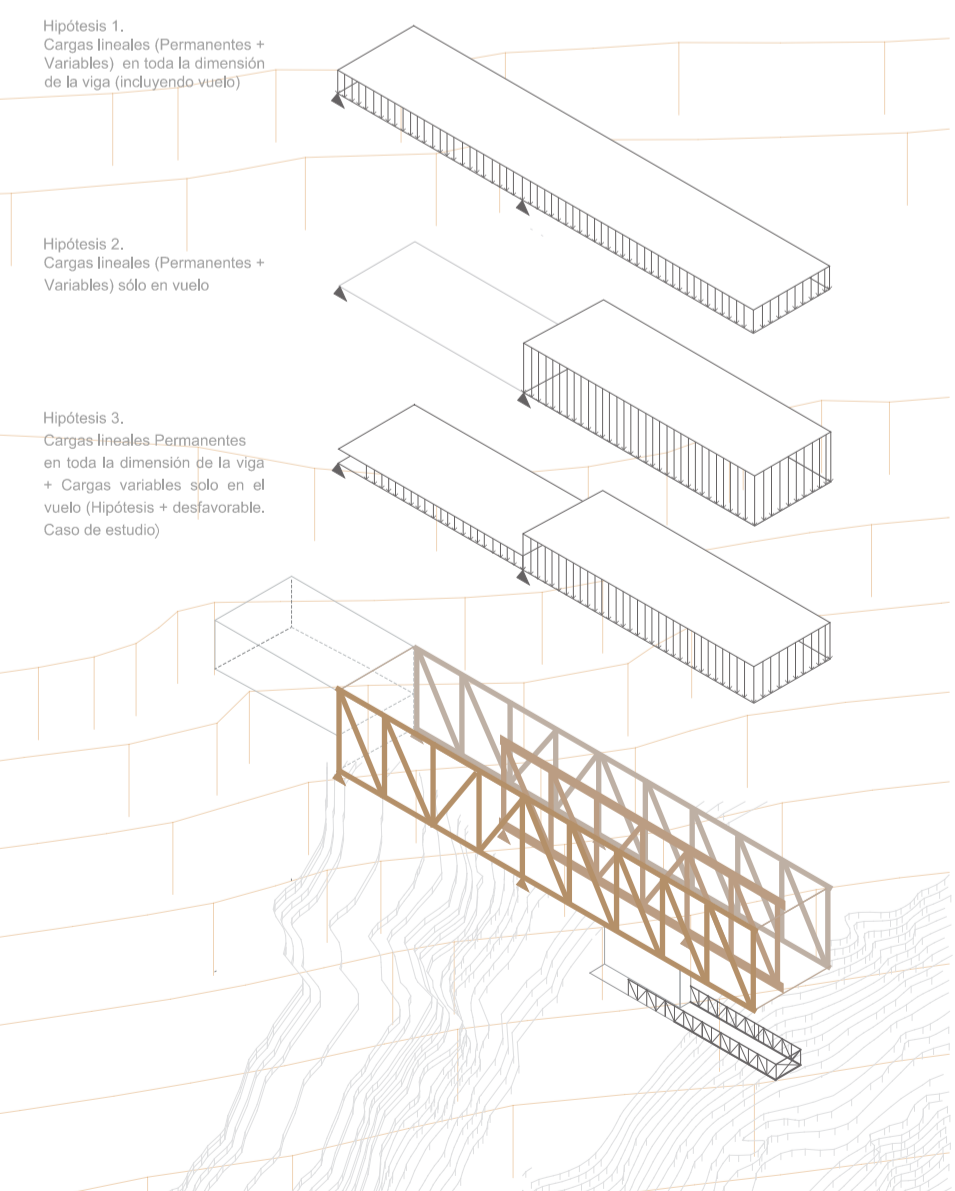 Hipótesis 1.
Cargas lineales (Permanentes +
Variables) en toda la dimensión
de la viga (incluyendo vuelo)
Hipótesis 2.
Cargas lineales (Permanentes +
Variables) sólo en vuelo
Hipótesis 3.
Cargas lineales Permanentes
en toda la dimensión de la viga
+ Cargas variables solo en el
vuelo (Hipótesis + desfavorable.
Caso de estudio)